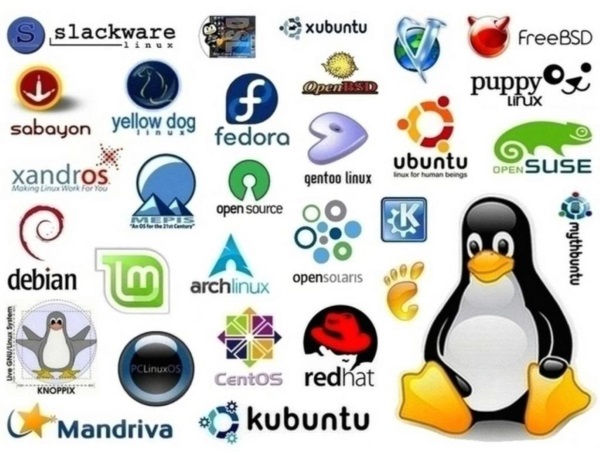 S
slackware
linux
DSL
xubuntu
V
FreeBSD
OpenBSD
puppy
Linux
sabayon
yellow dog
linux
fedora
gentoo linux
ubuntu
linux for human beings
openSUSE
xandros
Making Linux Work For You
MEPIS
"An OS for the 21st Century"
open source
K
mythbuntu
opensolaris
debian
archlinux
Live GNU/Linux System
KNOPPIX
PCLinuxOS
CentOS
redhat
Mandriva
kubuntu